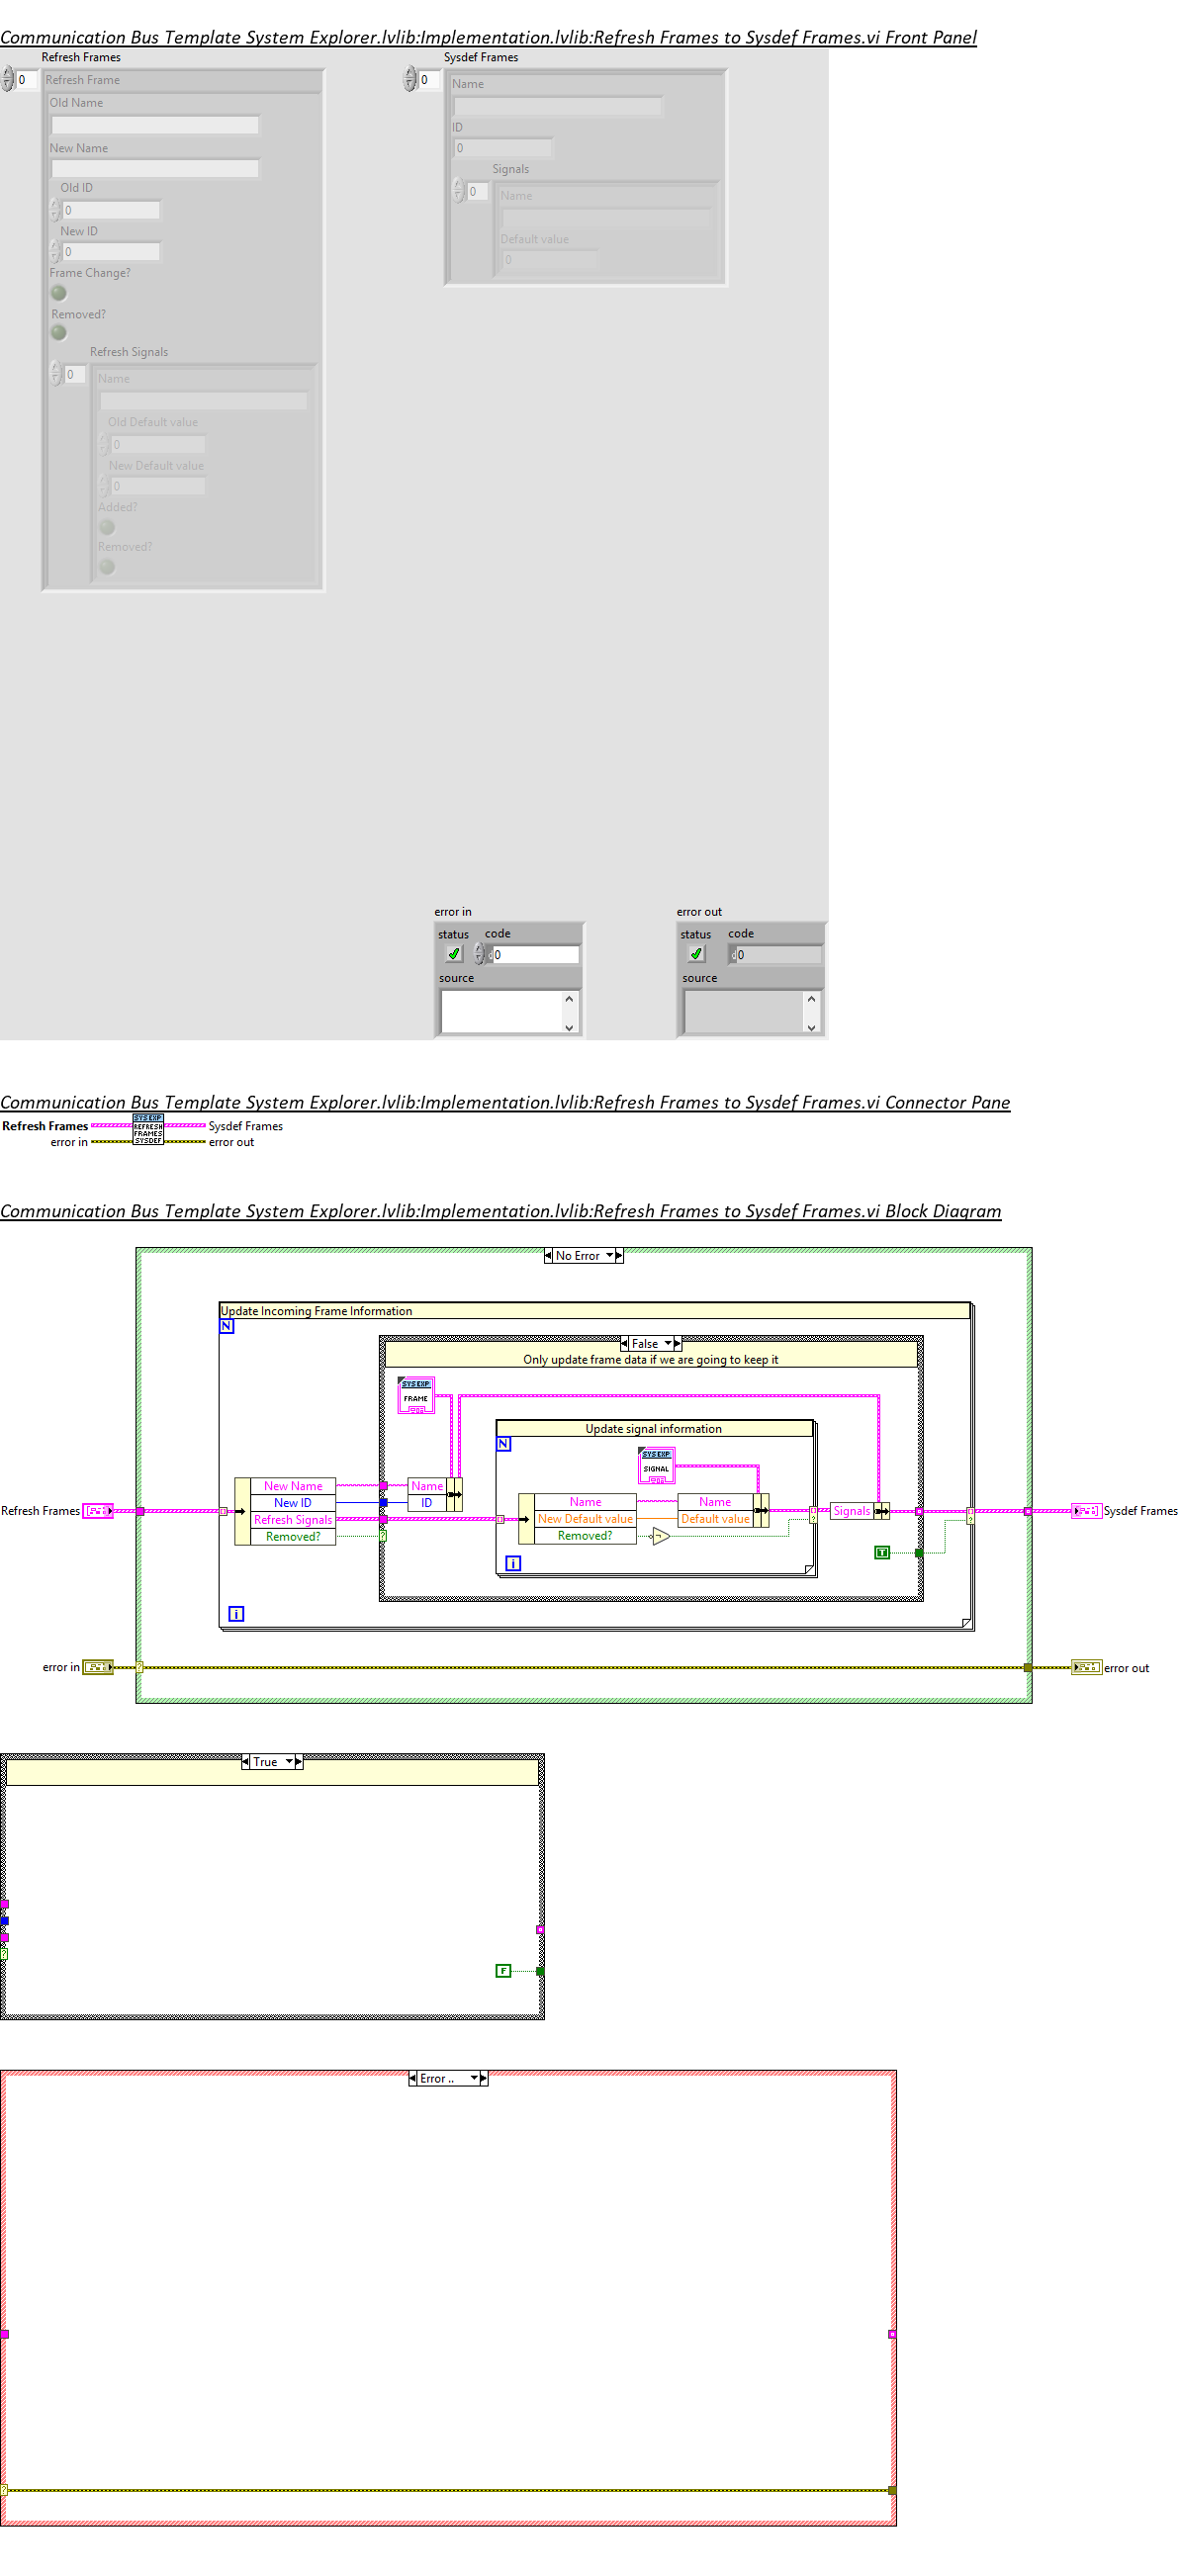 Communication Bus Template System Explorer.lvlib:Implementation.lvlib:Refresh Frames to Sysdef Frames.vi Front Panel
Refresh Frames
Sysdef Frames
0
Refresh Frame
0
Name
Old Name
ID
0
New Name
Signals
Old ID
0
Name
0
New ID
Default value
0
0
Frame Change?
Removed?
Refresh Signals
0
Name
Old Default value
0
New Default value
0
Added?
Removed?
error in
error out
status
code
status
code
0
0
source
source
Communication Bus Template System Explorer.lvlib:Implementation.lvlib:Refresh Frames to Sysdef Frames.vi Connector Pane
SYS EXP
Refresh Frames
REFRESH
Sysdef Frames
FRAMES
error in
SYSDEF
error out
Communication Bus Template System Explorer.lvlib:Implementation.lvlib:Refresh Frames to Sysdef Frames.vi Block Diagram
No Error
Update Incoming Frame Information
N
False
Only update frame data if we are going to keep it
SYS EXP
FRAME
Update signal information
N
SYS EXP
SIGNAL
New Name
Name
New ID
ID
Refresh Signals
Removed?
Name
Name
New Default value
Default value
Removed?
Signals
Refresh Frames
Sysdef Frames
T
i
i
error in
error out
True
?
F
Error ..
?